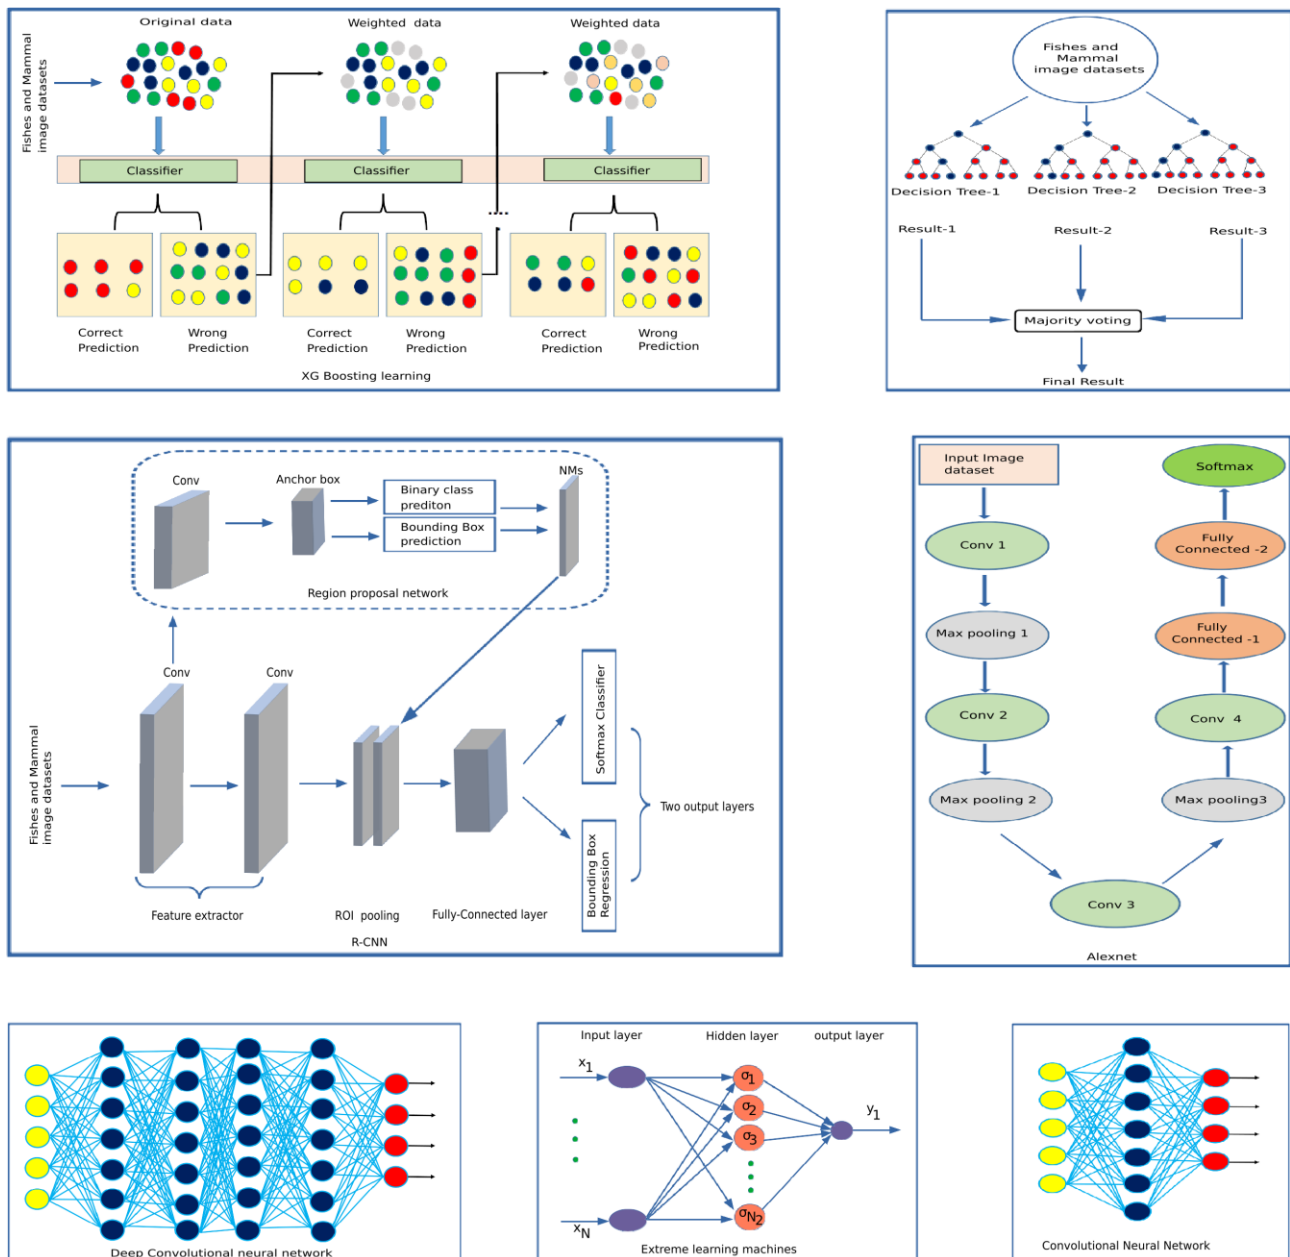 Original data
Weighted data
Weighted data
Fishes and Mammal
image datasets
Classifier
Classifier
Classifier
Correct
Prediction
Wrong
Prediction
Correct
Prediction
Wrong
Prediction
Correct
Prediction
Wrong
Prediction
XG Boosting learning
Fishes and
Mammal
image datasets
Decision Tree-1
Decision Tree-2
Decision Tree-3
Result-1
Result-2
Result-3
Majority voting
Final Result
Conv
Anchor box
Binary class
prediton
Bounding Box
prediction
NMs
Region proposal network
Fishes and Mammal
image datasets
Conv
Conv
Softmax Classifier
Bounding Box
Regression
Two output layers
Feature extractor
ROI pooling
Fully-Connected layer
R-CNN
Input Image
dataset
Conv 1
Max pooling 1
Conv 2
Max pooling 2
Conv 3
Max pooling3
Conv 4
Fully
Connected -1
Fully
Connected -2
Softmax
Alexnet
Deep Convolutional neural network
Input layer
Hidden layer
output layer
x1
xN
σ1
σ2
σ3
σN2
y1
Extreme learning machines
Convolutional Neural Network